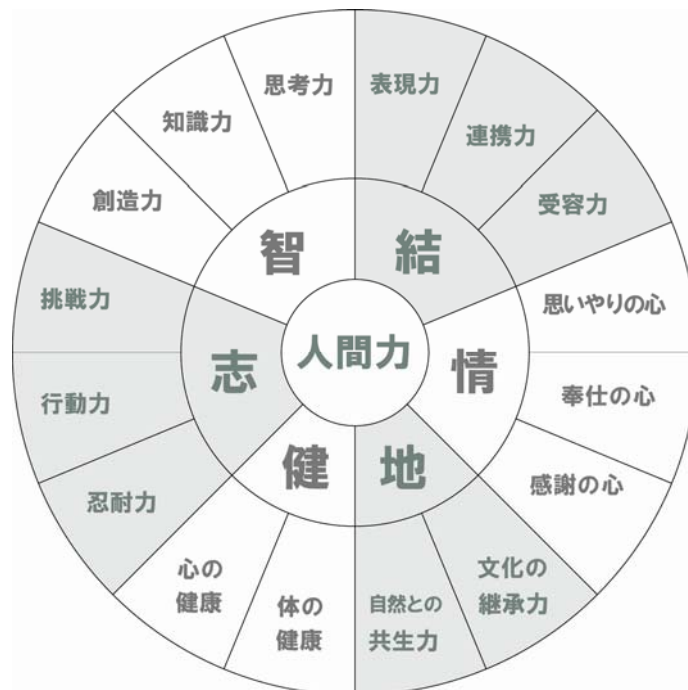 思考力
表現力
知識力
連携力
創造力
受容力
智
結
挑戦力
思いやりの心
志
人間力
情
行動力
奉仕の心
健
地
忍耐力
感謝の心
心の
健康
体の
健康
自然との
共生力
文化の
継承力